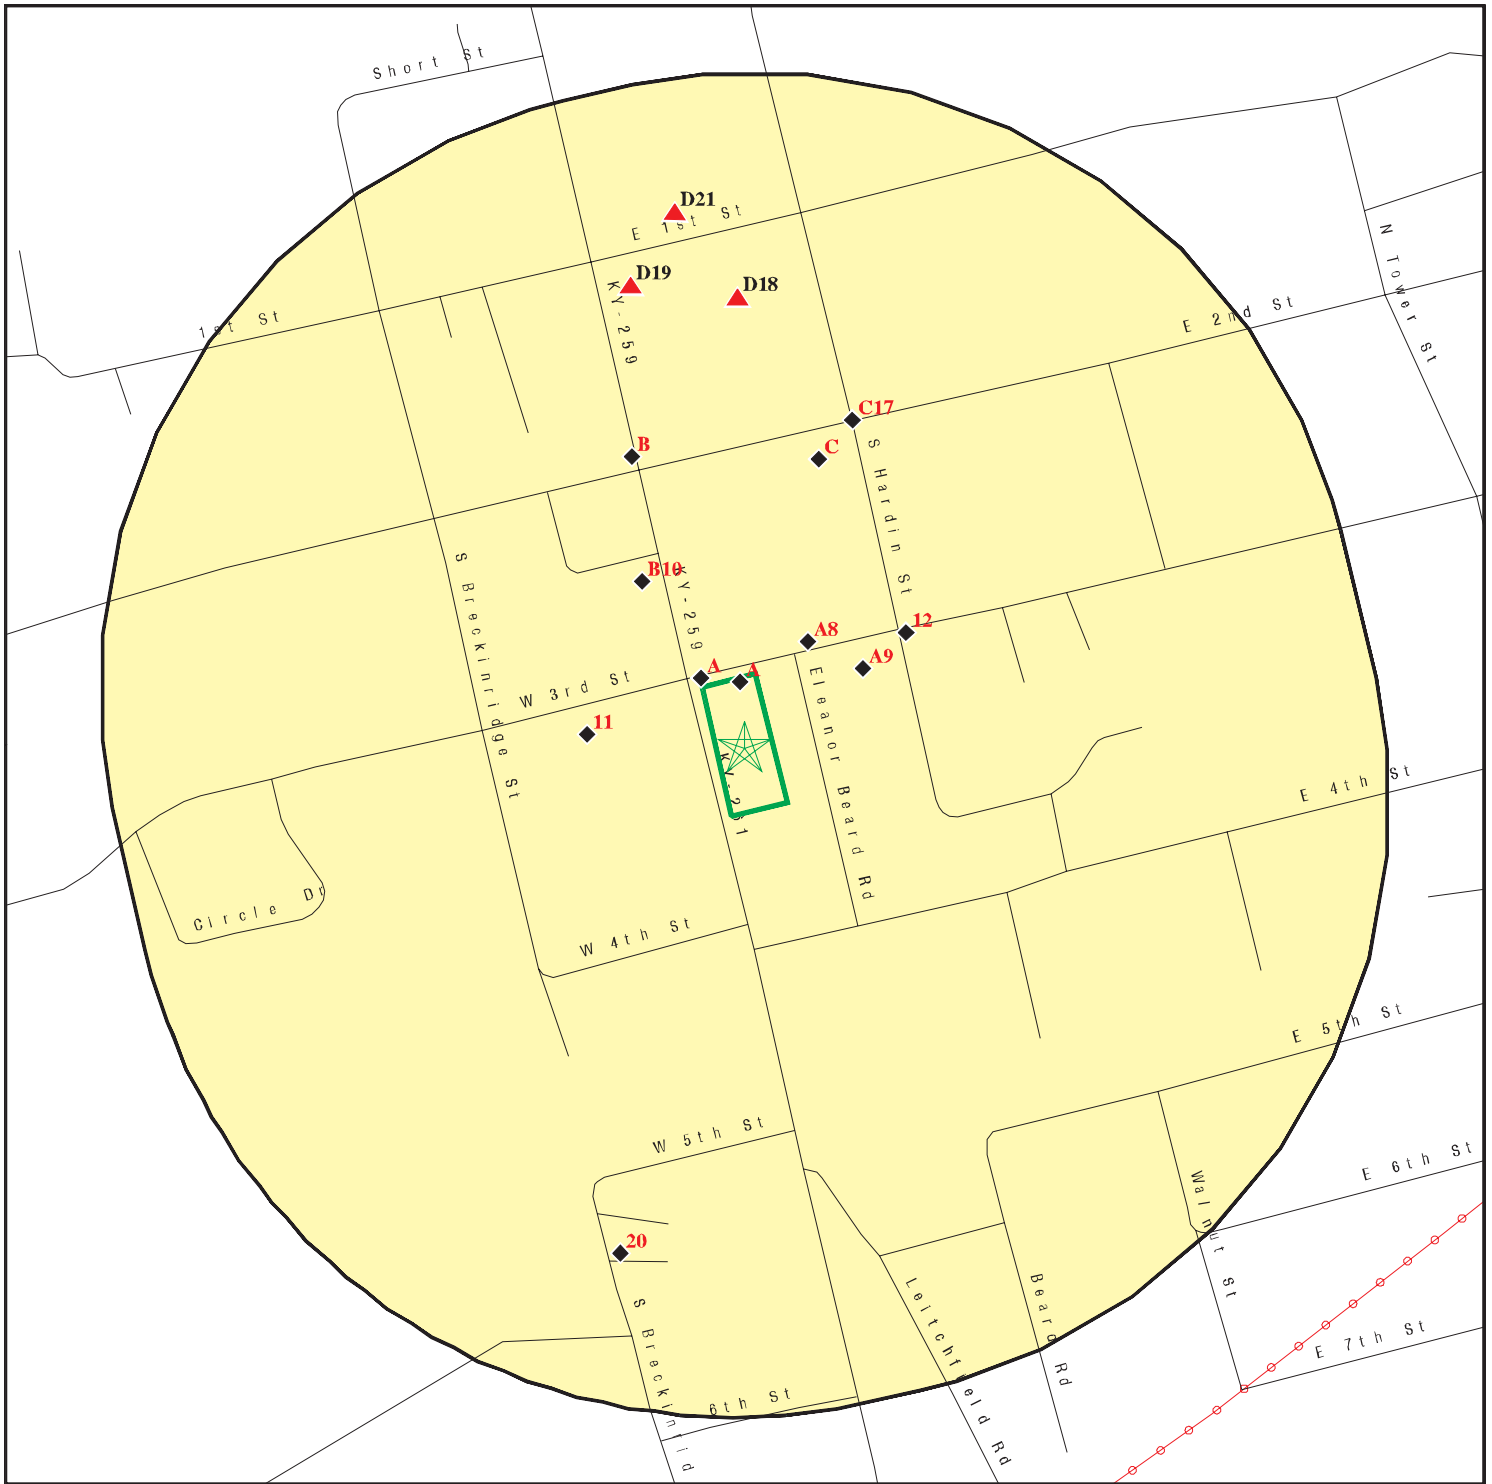 Short St
D21
E 1st St
D19
D18
KY-259
1st St
N Tower St
E 2nd St
C17
B
C
S Hardin St
B10
KY-259
S Breckinridge St
A8
12
A9
A
A
W 3rd St
11
Eleanor Beard Rd
E 4th St
Circle Dr
W 4th St
E 5th St
W 5th St
E 6th St
Walnut St
20
S Breckinrid
Leitchfield Rd
Beard Rd
E 7th St
6th St